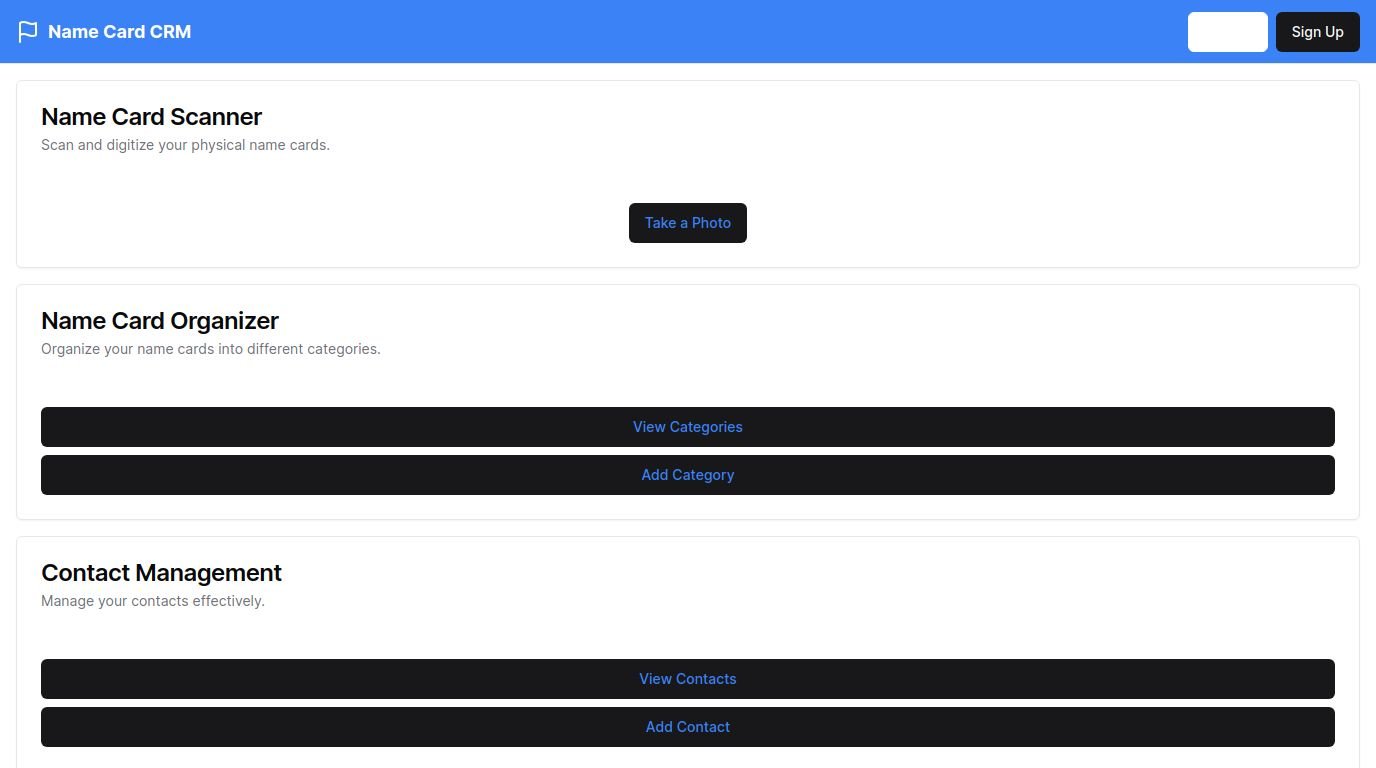 Name Card CRM
Sign Up
Name Card Scanner
Scan and digitize your physical name cards.
Take a Photo
Name Card Organizer
Organize your name cards into different categories.
View Categories
Add Category
Contact Management
Manage your contacts effectively.
View Contacts
Add Contact